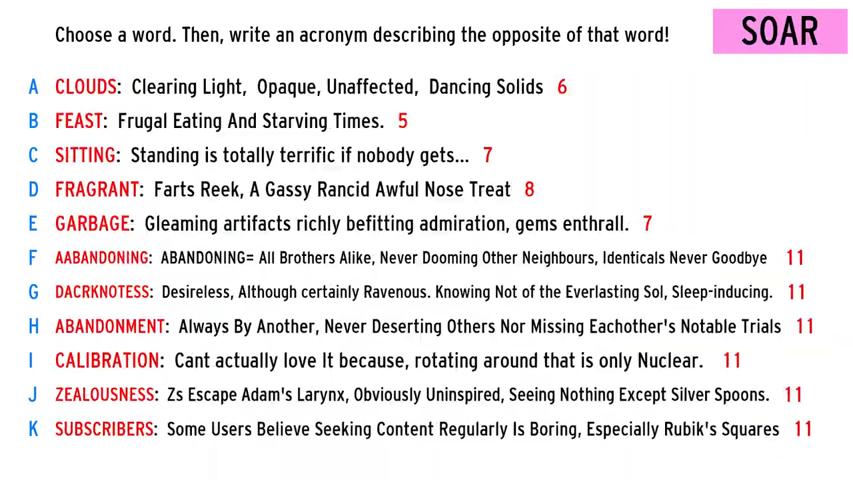 Choose a word. Then, write an acronym describing the opposite of that word!
SOAR
A CLOUDS: Clearing Light, Opaque, Unaffected, Dancing Solids 6
B FEAST: Frugal Eating And Starving Times. 5
C SITTING: Standing is totally terrific if nobody gets... 7
D FRAGRANT: Farts Reek, A Gassy Rancid Awful Nose Treat 8
E GARBAGE: Gleaming artifacts richly befitting admiration, gems enthrall. 7
F AABANDONING: ABANDONING= All Brothers Alike, Never Dooming Other Neighbours, Identicals Never Goodbye 11
G DACRKNOTESS: Desireless, Although certainly Ravenous. Knowing Not of the Everlasting Sol, Sleep-inducing. 11
H ABANDONMENT: Always By Another, Never Deserting Others Nor Missing Eachother's Notable Trials 11
I CALIBRATION: Cant actually love It because, rotating around that is only Nuclear. 11
J ZEALOUSNESS: Zs Escape Adam's Larynx, Obviously Uninspired, Seeing Nothing Except Silver Spoons. 11
K SUBSCRIBERS: Some Users Believe Seeking Content Regularly Is Boring, Especially Rubik's Squares 11